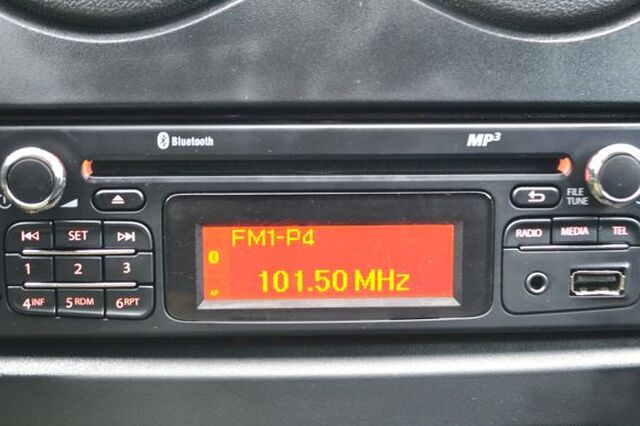 Bluetooth
MP3
FILE
TUNE
SET
RADIO
MEDIA
TEL
1
2
3
4 INF
5 RDM
6 RPT
FM1-P4
101.50 MHz
AF